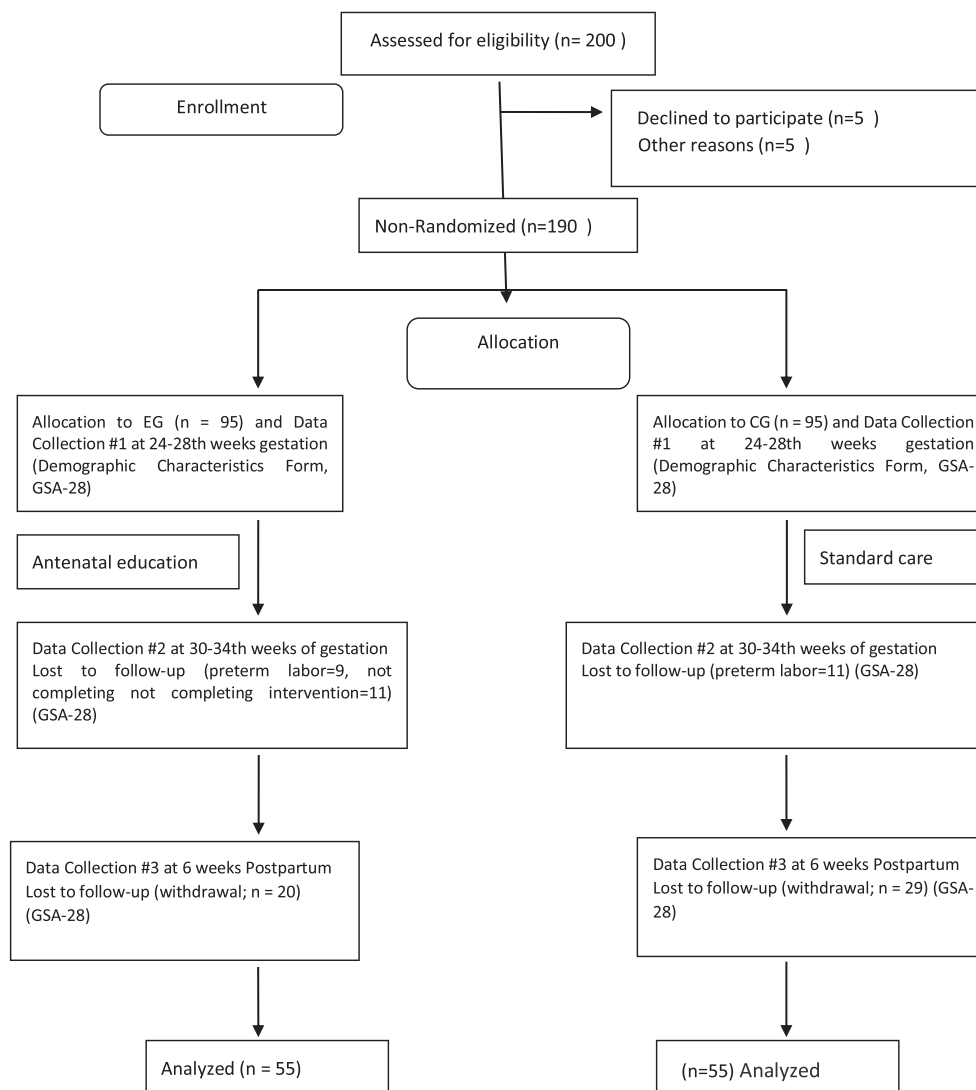 Assessed for eligibility (n= 200 )
Enrollment
Declined to participate (n=5 )
Other reasons (n=5 )
Non-Randomized (n=190 )
Allocation
Allocation to EG (n = 95) and Data
Collection #1 at 24-28th weeks gestation
(Demographic Characteristics Form,
GSA-28)
Allocation to CG (n = 95) and Data Collection
#1 at 24-28th weeks gestation
(Demographic Characteristics Form, GSA-
28)
Antenatal education
Standard care
Data Collection #2 at 30-34th weeks of gestation
Lost to follow-up (preterm labor=9, not
completing not completing intervention=11)
(GSA-28)
Data Collection #2 at 30-34th weeks of gestation
Lost to follow-up (preterm labor=11) (GSA-28)
Data Collection #3 at 6 weeks Postpartum
Lost to follow-up (withdrawal; n = 20)
(GSA-28)
Data Collection #3 at 6 weeks Postpartum
Lost to follow-up (withdrawal; n = 29) (GSA-
28)
Analyzed (n = 55)
(n=55) Analyzed